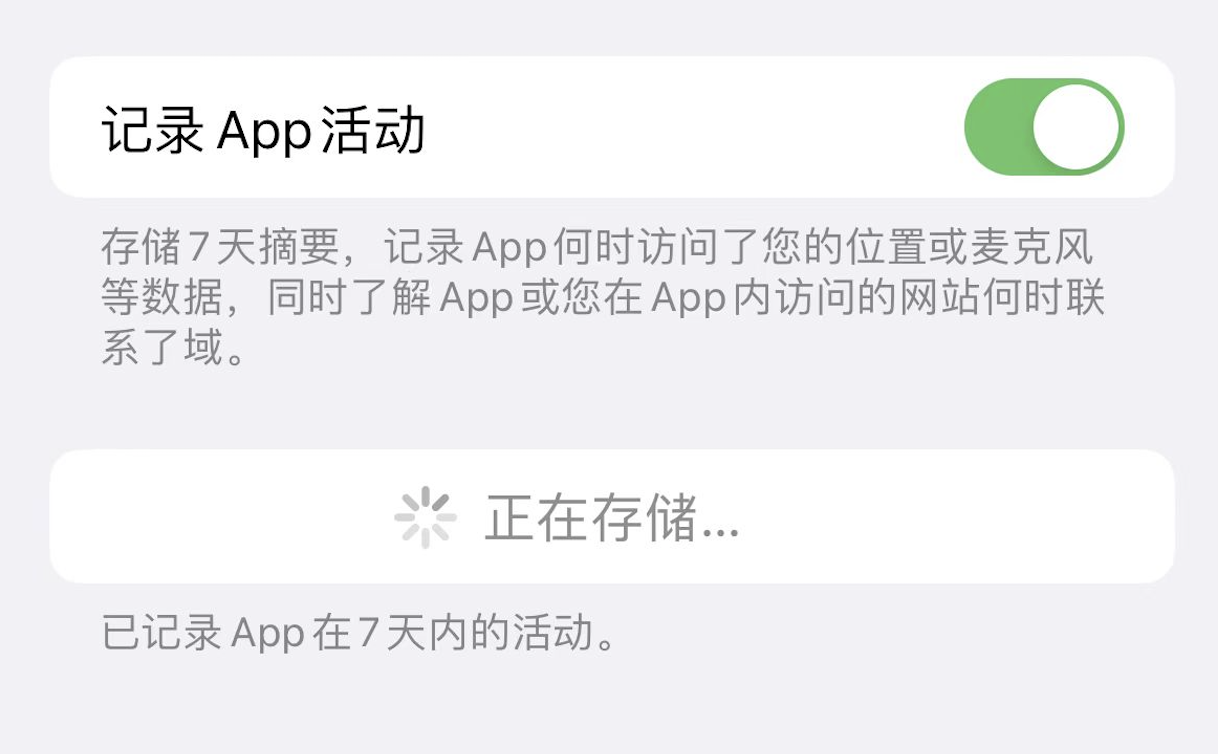 记录 App 活动
存储 7 天摘要，记录 App 何时访问了您的位置或麦克风
等数据，同时了解 App 或您在 App 内访问的网站何时联
系了域。
正在存储...
已记录 App 在 7 天内的活动。